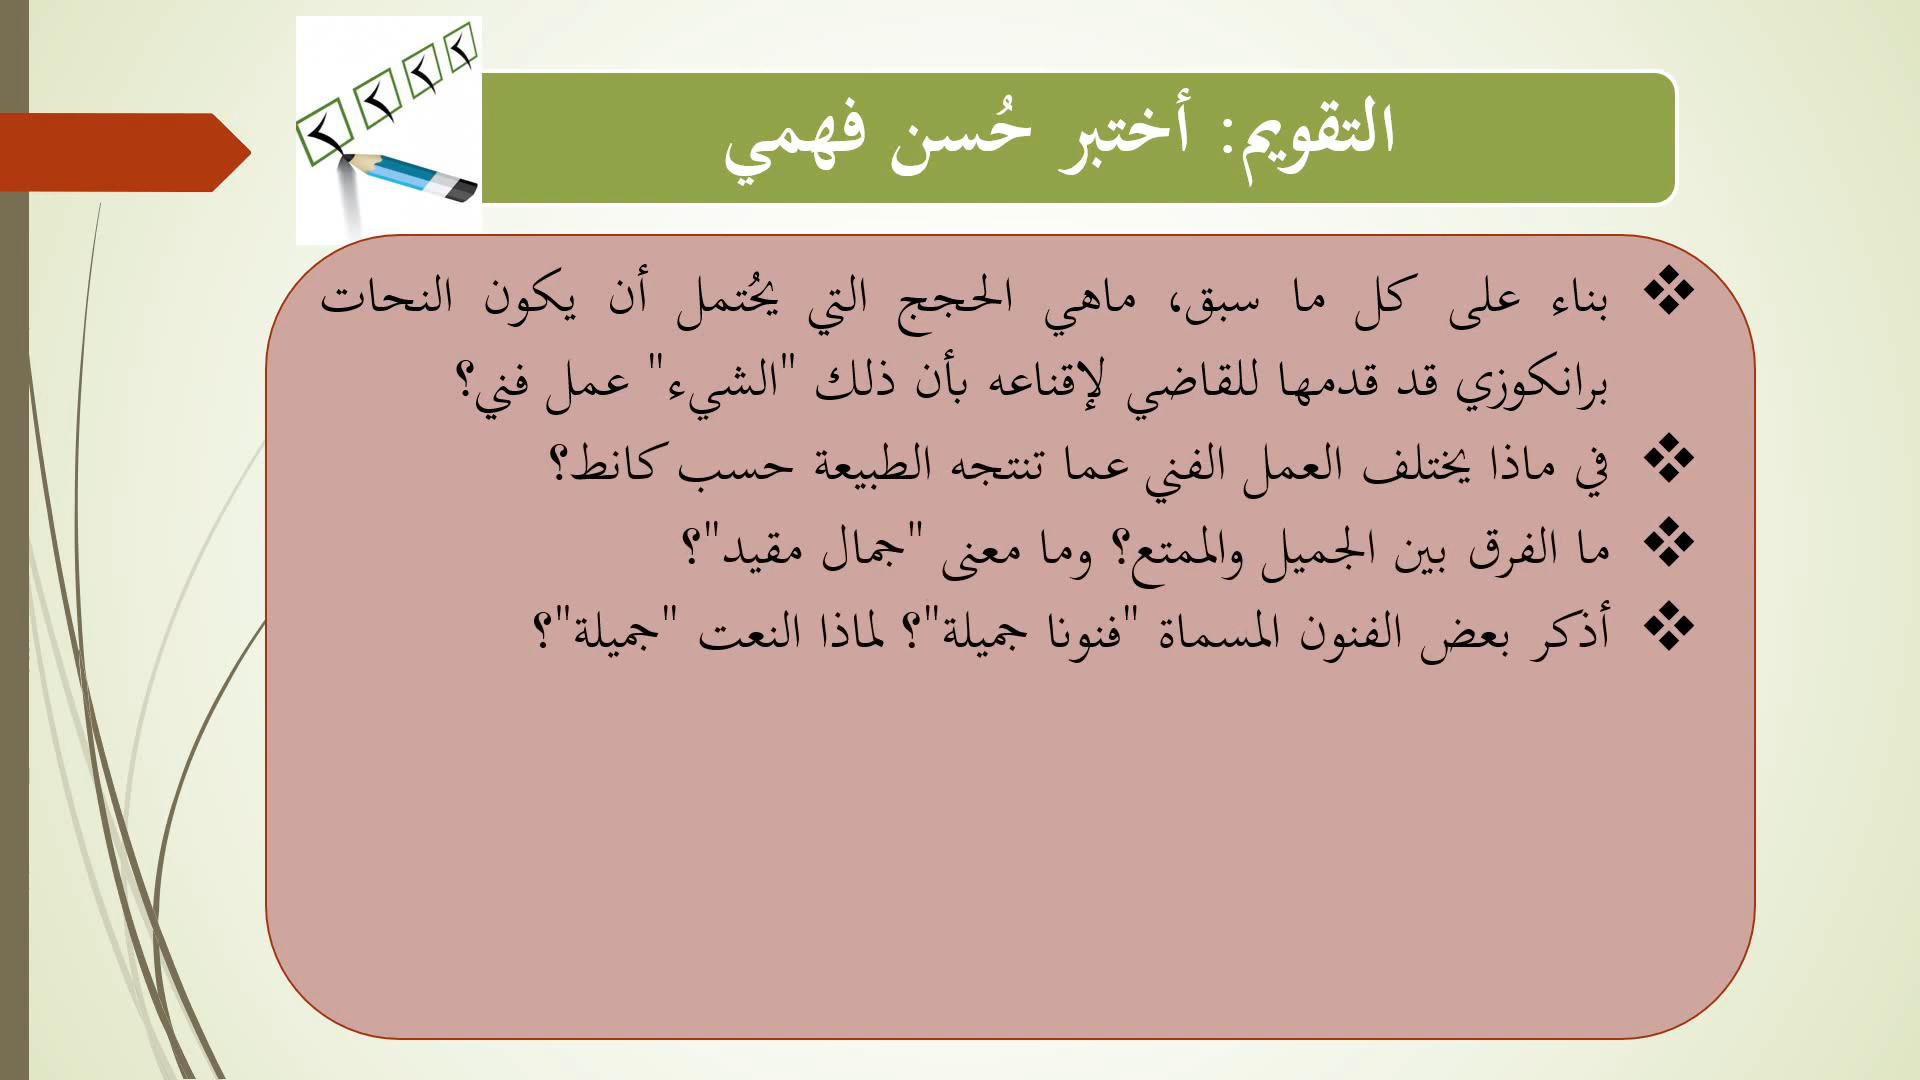 التقويم: أختبر حُسن فهمي
❖ بناء على كل ما سبق، ماهي الحجج التي يُحتمل أن يكون النحات
برانكوزي قد قدمها للقاضي لإقناعه بأن ذلك "الشيء" عمل فني؟
❖ في ماذا يختلف العمل الفني عما تنتجه الطبيعة حسب كانط؟
❖ ما الفرق بين الجميل والممتع؟ وما معنى "جمال مقيد"؟
❖ أذكر بعض الفنون المسماة "فنونا جميلة"؟ لماذا النعت "جميلة"؟